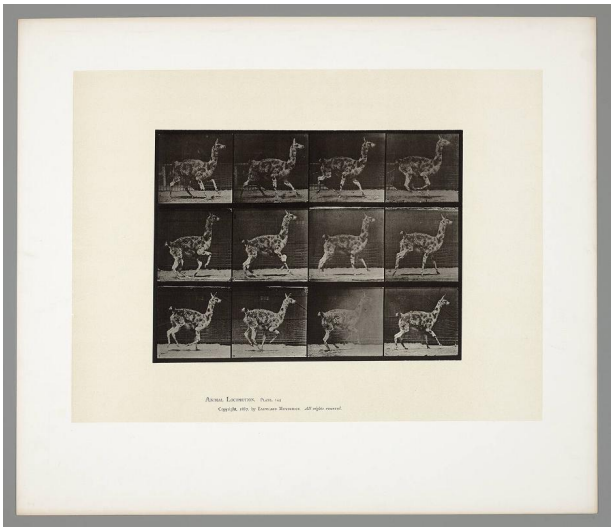 ANIMAL LOCOMOTION. PLATE
Copyright, 1887, by EADWEARD MUYBRIDGE. All rights reserved